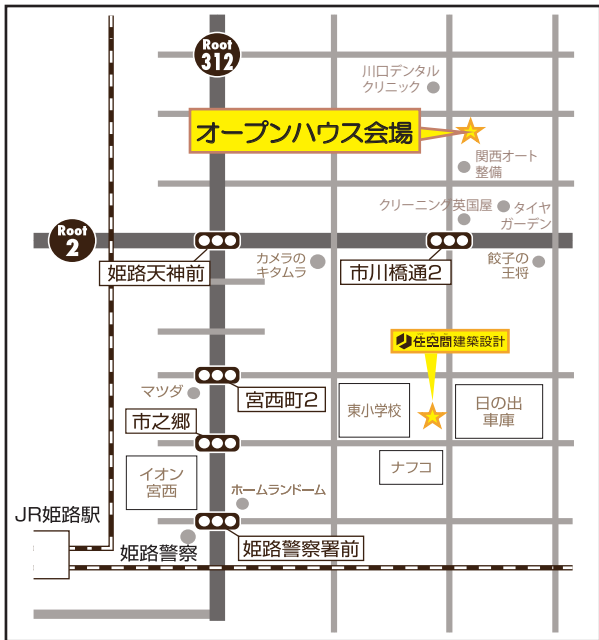 Root
312
川口デンタル
クリニック
オープンハウス会場
関西オート
整備
クリーニング英国屋
タイヤ
ガーデン
Root
2
姫路天神前
カメラの
キタムラ
市川橋通2
餃子の
王将
住空間建築設計
マツダ
宮西町2
東小学校
日の出
車庫
市之郷
イオン
宮西
ナフコ
ホームランドーム
JR姫路駅
姫路警察
姫路警察署前